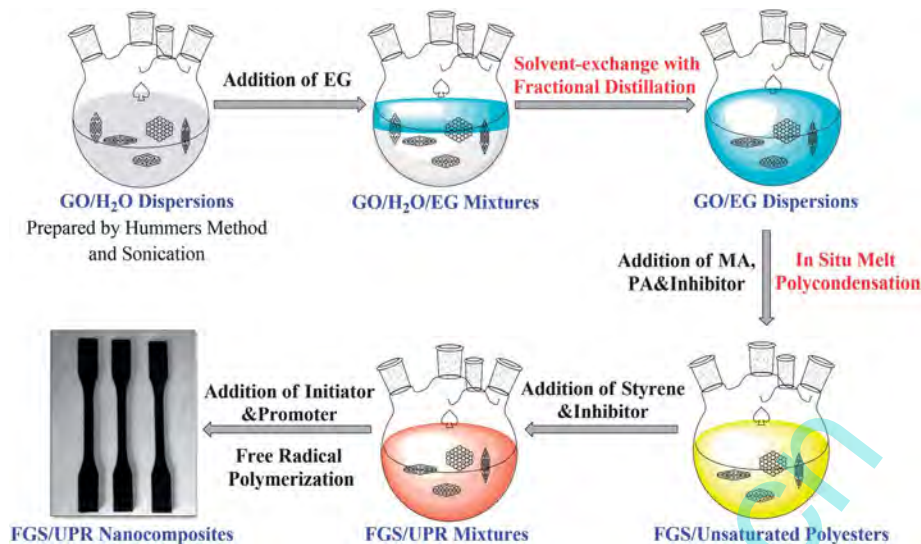 Addition of EG
Solvent-exchange with
Fractional Distillation
GO/H₂O Dispersions
Prepared by Hummers Method
and Sonication
GO/H₂O/EG Mixtures
GO/EG Dispersions
Addition of MA,
PA&Inhibitor
In Situ Melt
Polycondensation
Addition of Initiator
&Promoter
Free Radical
Polymerization
Addition of Styrene
&Inhibitor
FGS/UPR Nanocomposites
FGS/UPR Mixtures
FGS/Unsaturated Polyesters